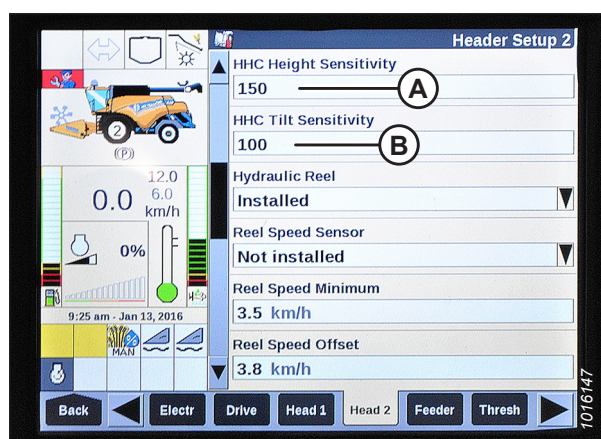 Header Setup 2
HHC Height Sensitivity
150
A
HHC Tilt Sensitivity
100
B
Hydraulic Reel
Installed
Reel Speed Sensor
Not installed
Reel Speed Minimum
3.5 km/h
Reel Speed Offset
3.8 km/h
2
(P)
12.0
0.0 6.0
km/h
0%
9:25 am - Jan 13, 2016
MAN
Back Electr Drive Head 1 Head 2 Feeder Thresh
1016147